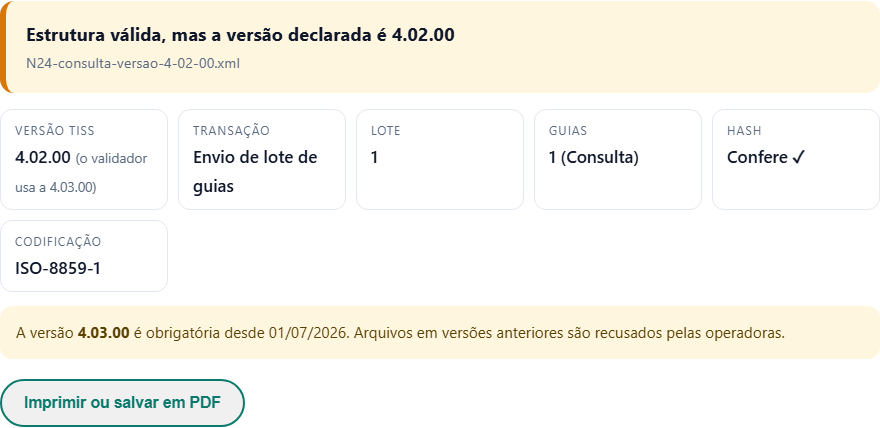 Estrutura válida, mas a versão declarada é 4.02.00
N24-consulta-versao-4-02-00.xml
VERSÃO TISS
4.02.00 (o validador
usa a 4.03.00)
TRANSAÇÃO
Envio de lote de
guias
LOTE
1
GUIAS
1 (Consulta)
HASH
Confere ✓
CODIFICAÇÃO
ISO-8859-1
A versão 4.03.00 é obrigatória desde 01/07/2026. Arquivos em versões anteriores são recusados pelas operadoras.
Imprimir ou salvar em PDF